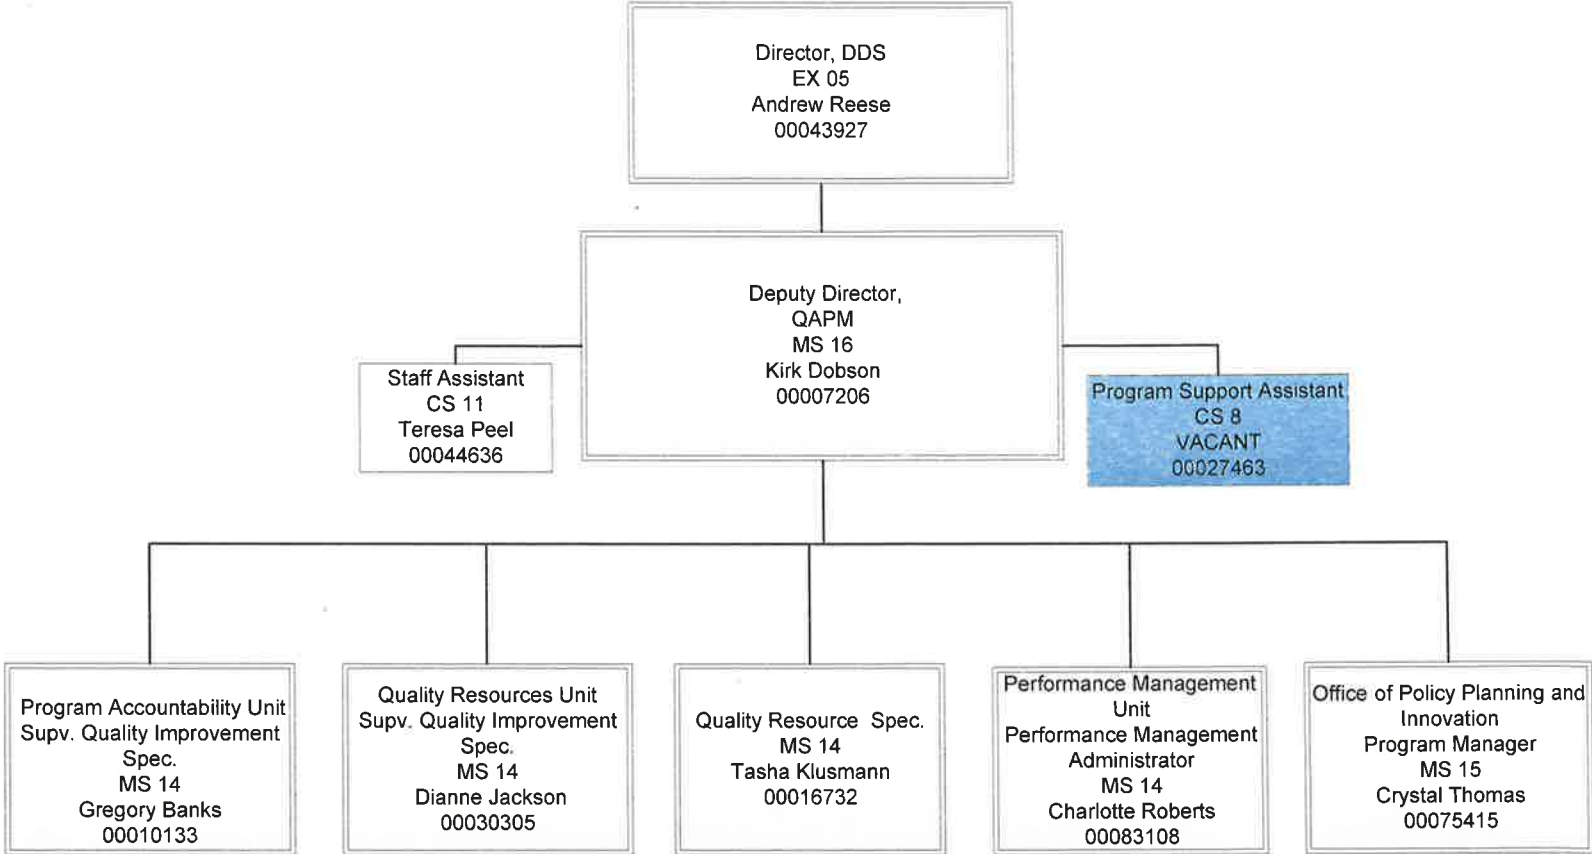 Director, DDS
EX 05
Andrew Reese
00043927
Deputy Director,
QAPM
MS 16
Kirk Dobson
00007206
Staff Assistant
CS 11
Teresa Peel
00044636
Program Support Assistant
CS 8
VACANT
00027463
Program Accountability Unit
Supv. Quality Improvement
Spec.
MS 14
Gregory Banks
00010133
Quality Resources Unit
Supv. Quality Improvement
Spec.
MS 14
Dianne Jackson
00030305
Quality Resource Spec.
MS 14
Tasha Klusmann
00016732
Performance Management
Unit
Performance Management
Administrator
MS 14
Charlotte Roberts
00083108
Office of Policy Planning and
Innovation
Program Manager
MS 15
Crystal Thomas
00075415